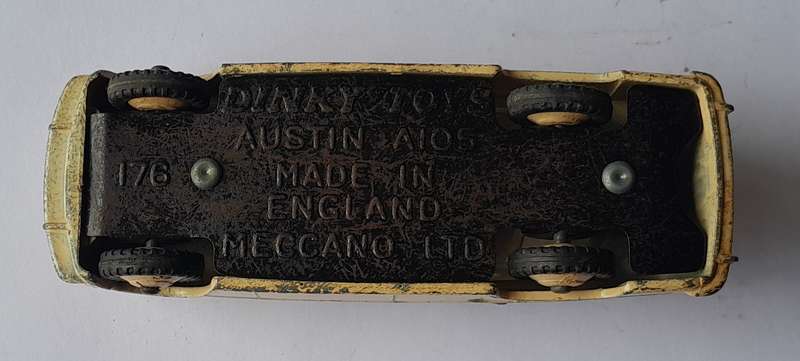 DINKY TOYS
AUSTIN A105
176
MADE IN
ENGLAND
MECCANO LTD